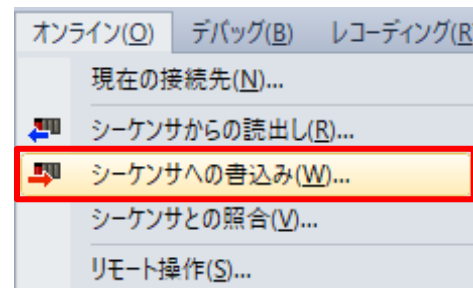 オンライン(O) デバッグ(B) レコーディング(R
現在の接続先(N)...
シーケンサからの読出し(R)...
シーケンサへの書込み(W)...
シーケンサとの照合(V)...
リモート操作(S)...